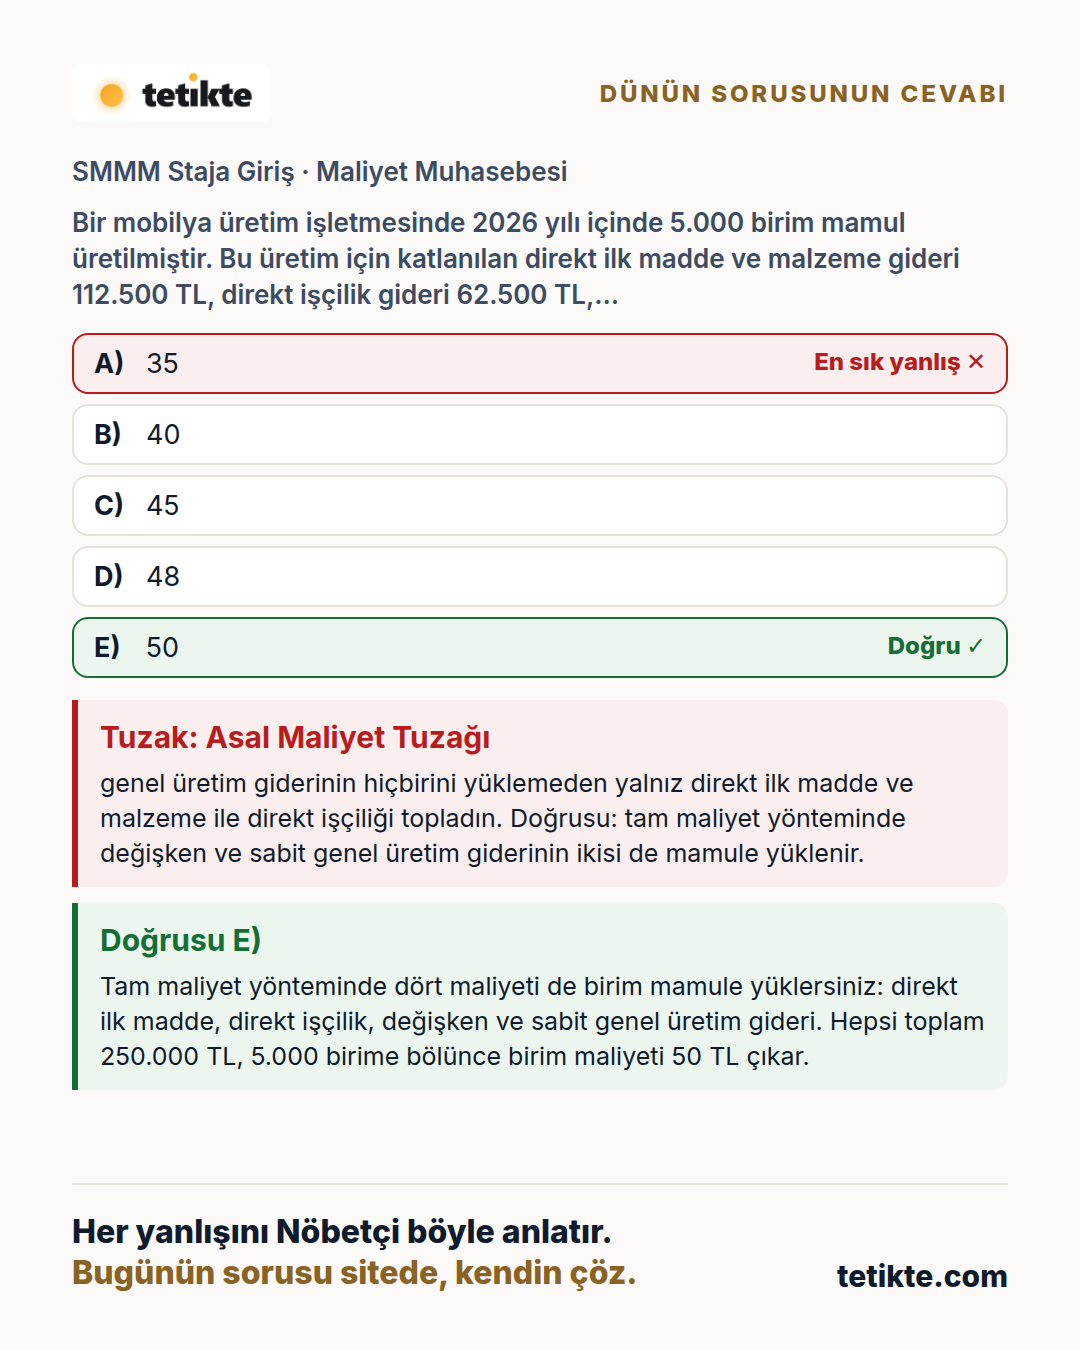 tetikte
DÜNÜN SORUSUNUN CEVABI
SMMM Staja Giriş · Maliyet Muhasebesi
Bir mobilya üretim işletmesinde 2026 yılı içinde 5.000 birim mamul
üretilmiştir. Bu üretim için katlanılan direkt ilk madde ve malzeme gideri
112.500 TL, direkt işçilik gideri 62.500 TL,...
A) 35 En sık yanlış ✕
B) 40
C) 45
D) 48
E) 50 Doğru ✓
Tuzak: Asal Maliyet Tuzağı
genel üretim giderinin hiçbirini yüklemeden yalnız direkt ilk madde ve
malzeme ile direkt işçiliği topladın. Doğrusu: tam maliyet yönteminde
değişken ve sabit genel üretim giderinin ikisi de mamule yüklenir.
Doğrusu E)
Tam maliyet yönteminde dört maliyeti de birim mamule yüklersiniz: direkt
ilk madde, direkt işçilik, değişken ve sabit genel üretim gideri. Hepsi toplam
250.000 TL, 5.000 birime bölünce birim maliyeti 50 TL çıkar.
Her yanlışını Nöbetçi böyle anlatır.
Bugünün sorusu sitede, kendin çöz.
tetikte.com